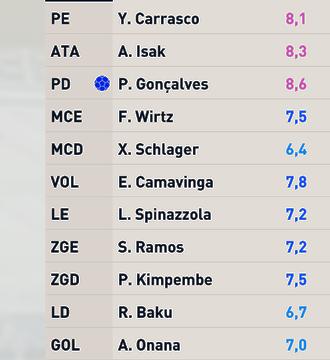 PE Y. Carrasco 8,1
ATA A. Isak 8,3
PD P. Gonçalves 8,6
MCE F. Wirtz 7,5
MCD X. Schlager 6,4
VOL E. Camavinga 7,8
LE L. Spinazzola 7,2
ZGE S. Ramos 7,2
ZGD P. Kimpembe 7,5
LD R. Baku 6,7
GOL A. Onana 7,0